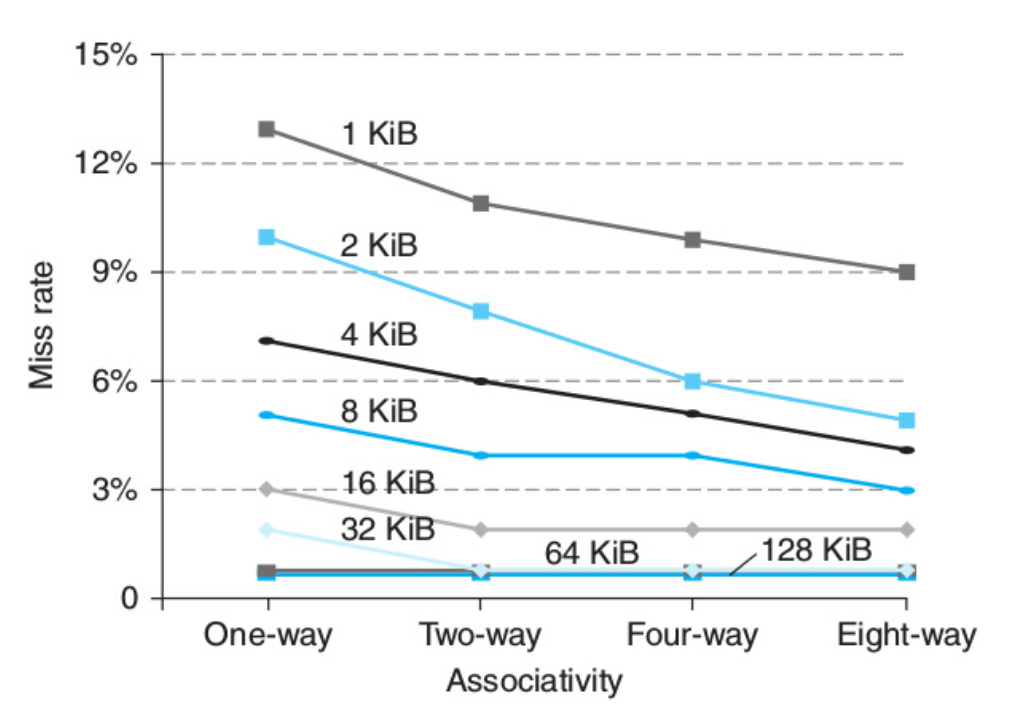 15%
1 KiB
12%
2 KiB
9%
Miss rate
4 KiB
6%
8 KiB
3%
16 KiB
32 KiB
64 KiB
128 KiB
0
One-way
Two-way
Four-way
Eight-way
Associativity